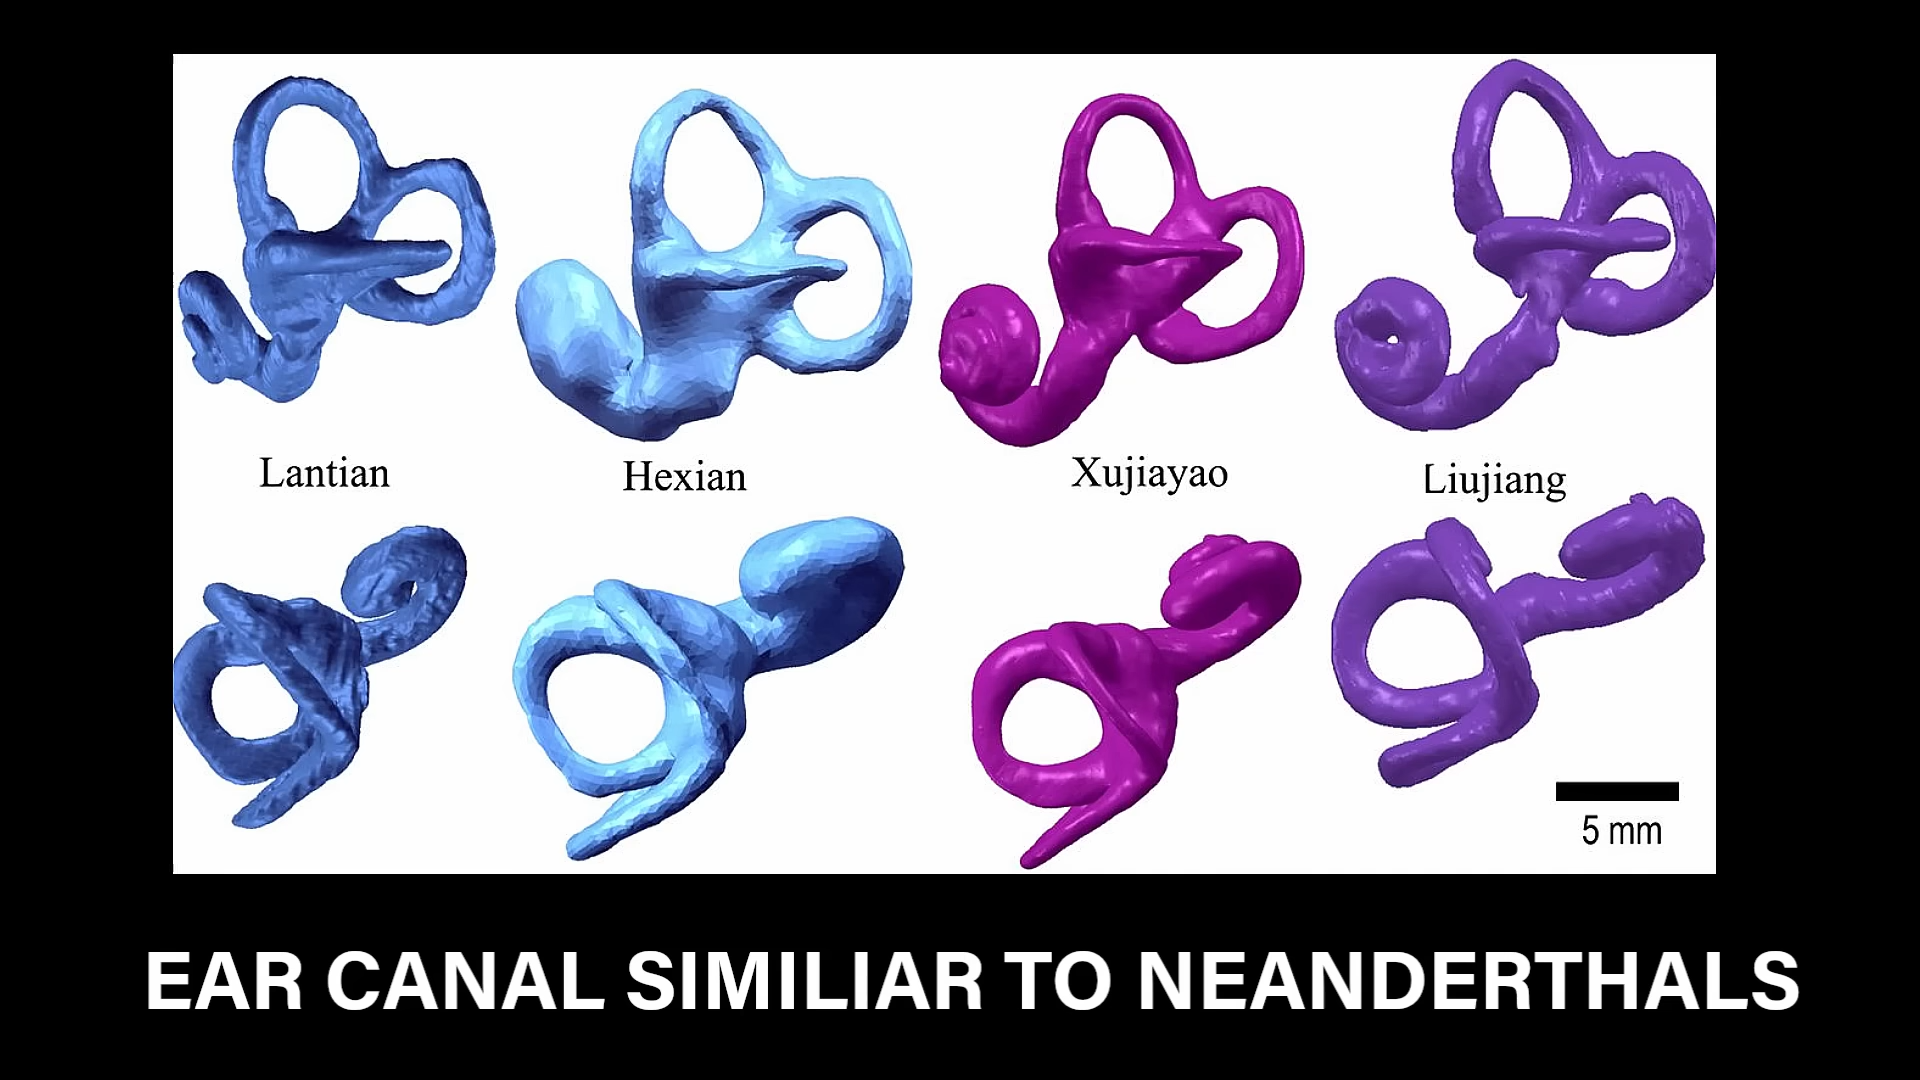 Lantian
Hexian
Xujiayao
Liujiang
5 mm
EAR CANAL SIMILIAR TO NEANDERTHALS